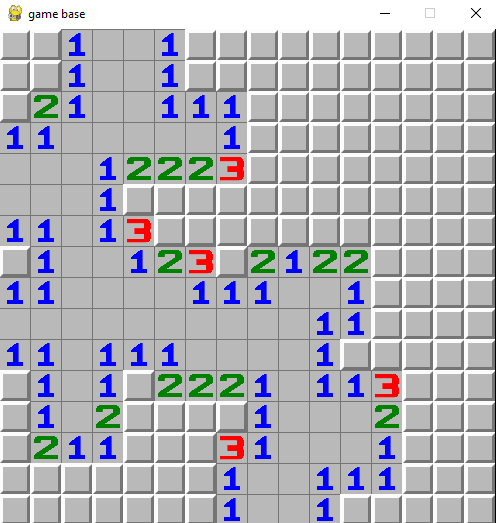 game base
1 1
1 1
2 1 1 1 1
1 1 1
1 2 2 2 3
1
1 1 1 3
1 1 2 3 2 1 2 2
1 1 1 1 1 1
1 1
1 1 1 1 1 1
1 1 2 2 2 1 1 1 3
1 2 1 2
2 1 1 3 1 1
1 1 1 1
1 1